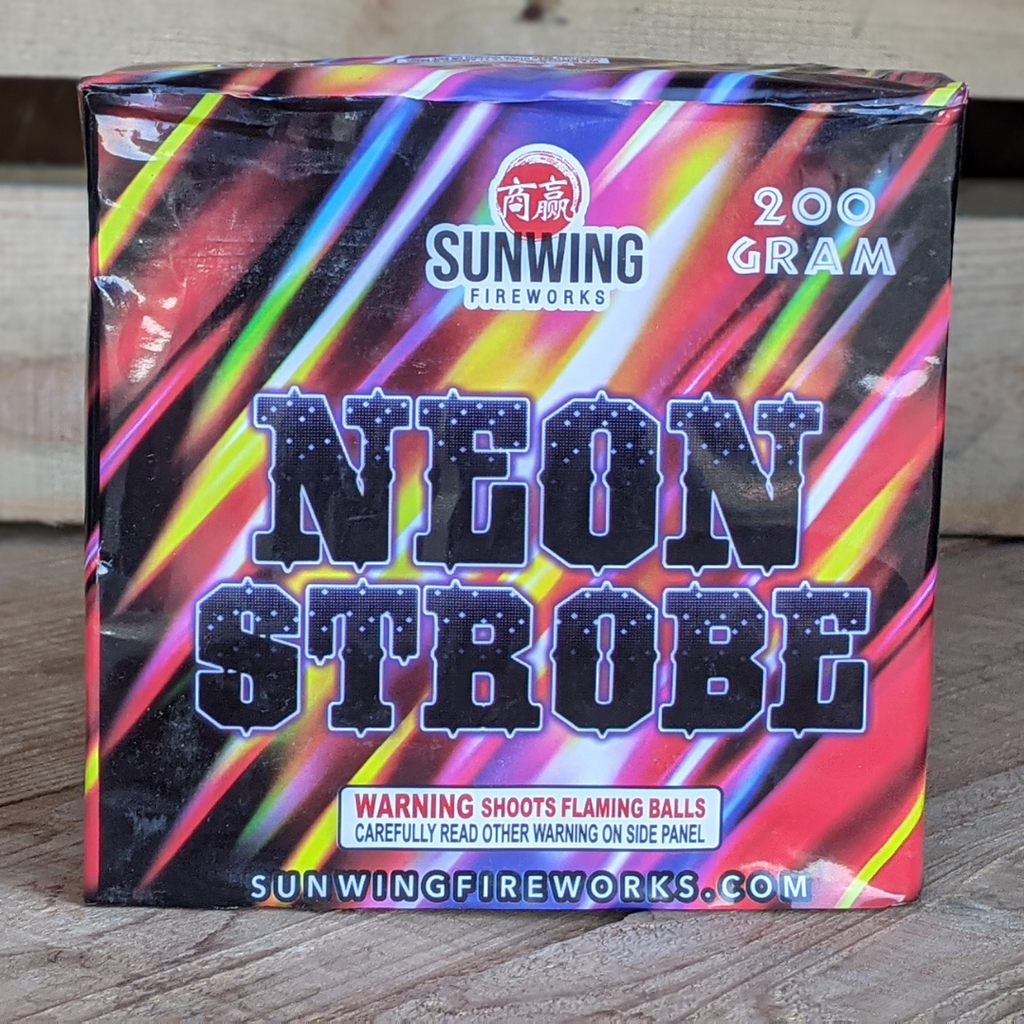 商赢
SUNWING
FIREWORKS
200
GRAM
NEON
STROBE
WARNING SHOOTS FLAMING BALLS
CAREFULLY READ OTHER WARNING ON SIDE PANEL
SUNWINGFIREWORKS.COM